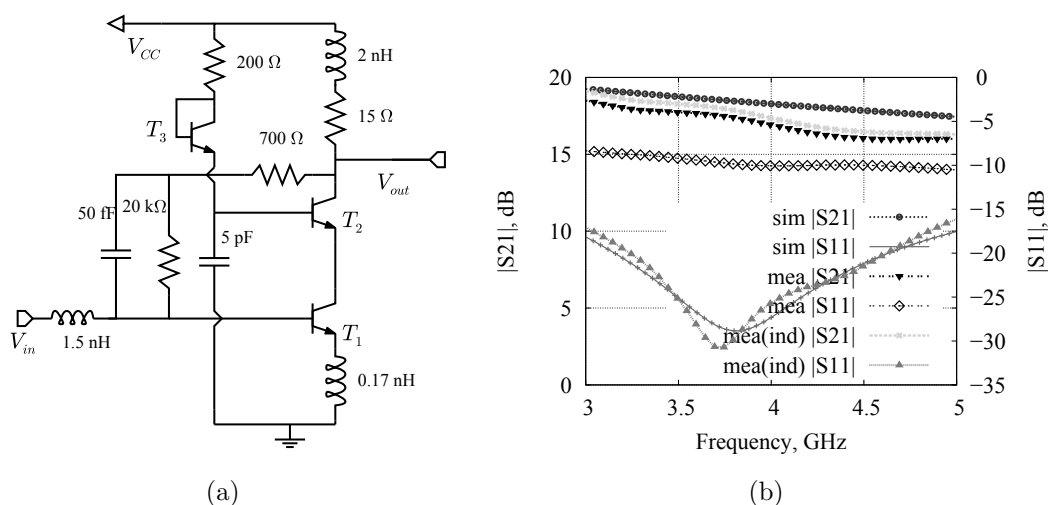 V_CC
200 Ω
2 nH
15 Ω
T_3
700 Ω
V_out
50 fF
20 kΩ
5 pF
T_2
V_in
1.5 nH
T_1
0.17 nH
(a)
20
15
10
5
0
|S21|, dB
0
−5
−10
−15
−20
−25
−30
−35
|S11|, dB
sim |S21|
sim |S11|
mea |S21|
mea |S11|
mea(ind) |S21|
mea(ind) |S11|
3 3.5 4 4.5 5
Frequency, GHz
(b)